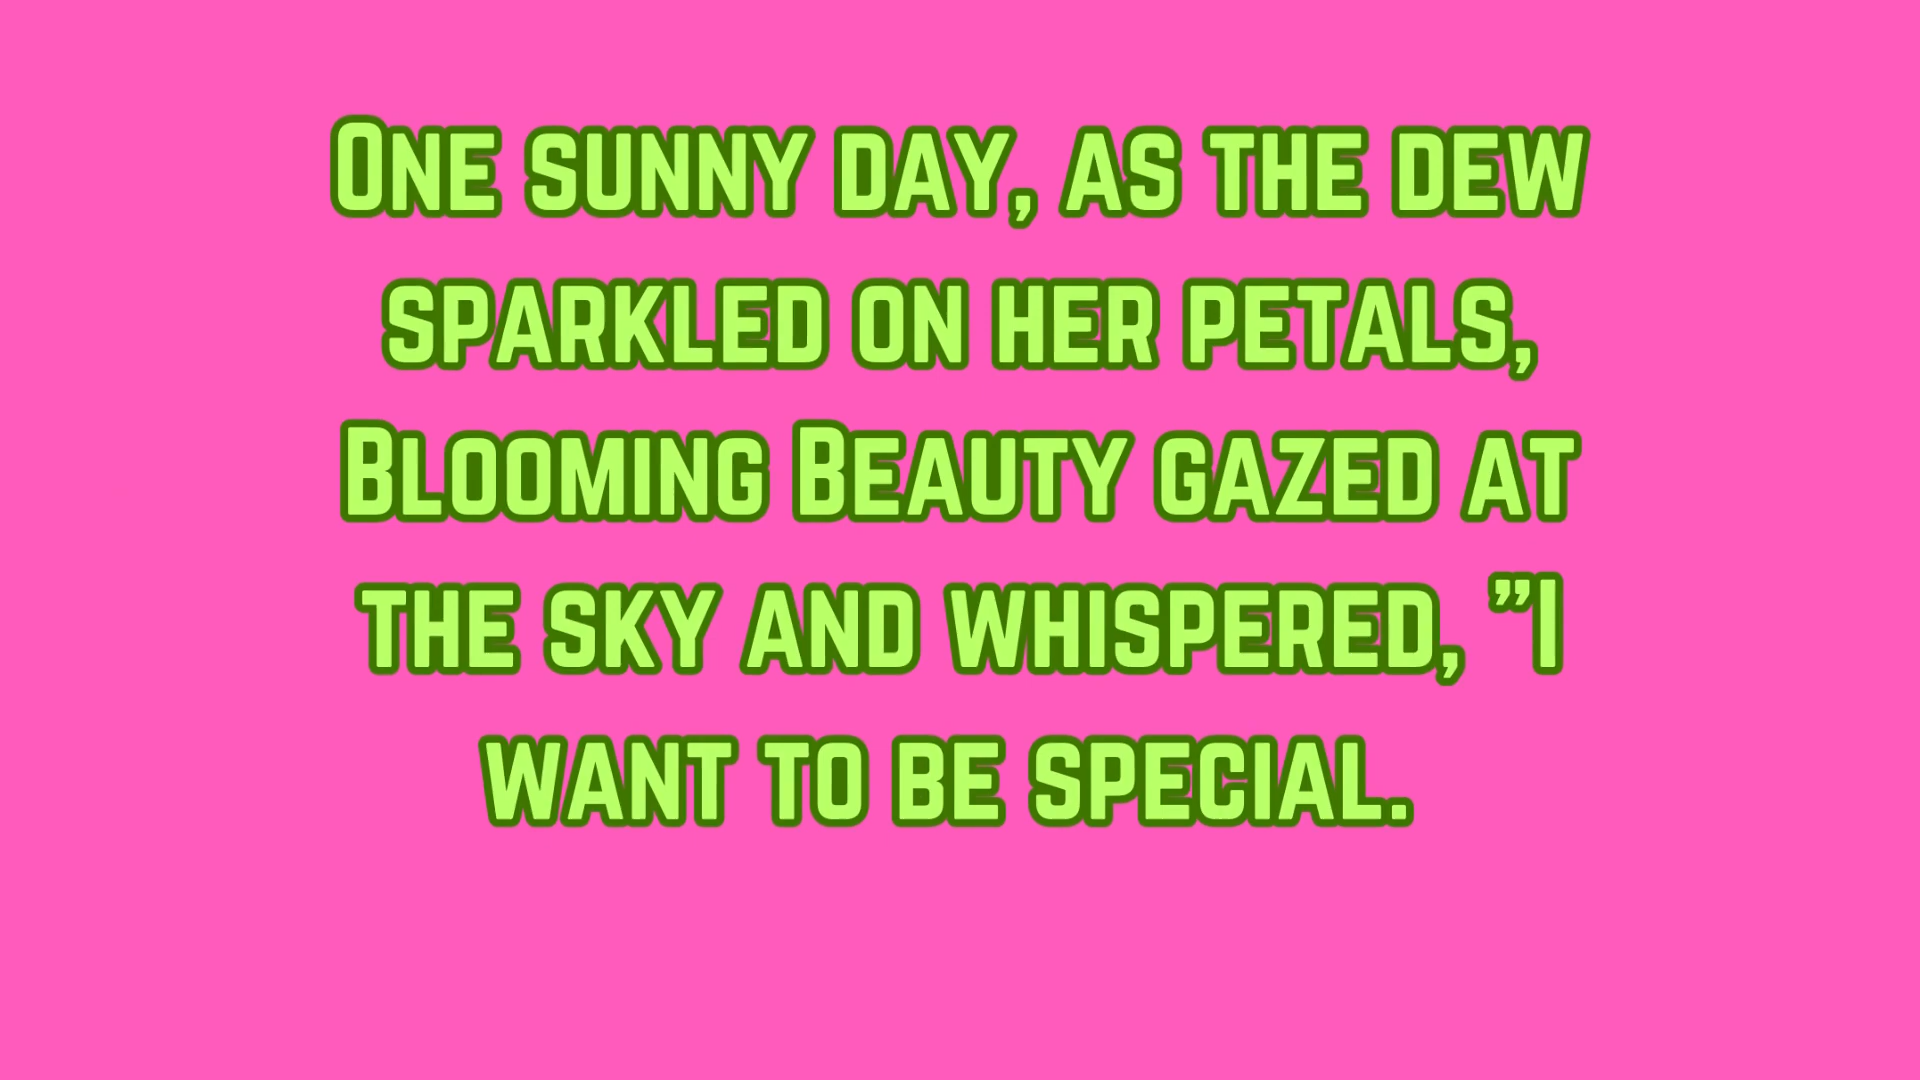 One sunny day, as the dew
sparkled on her petals,
Blooming Beauty gazed at
the sky and whispered, ”I
want to be special.